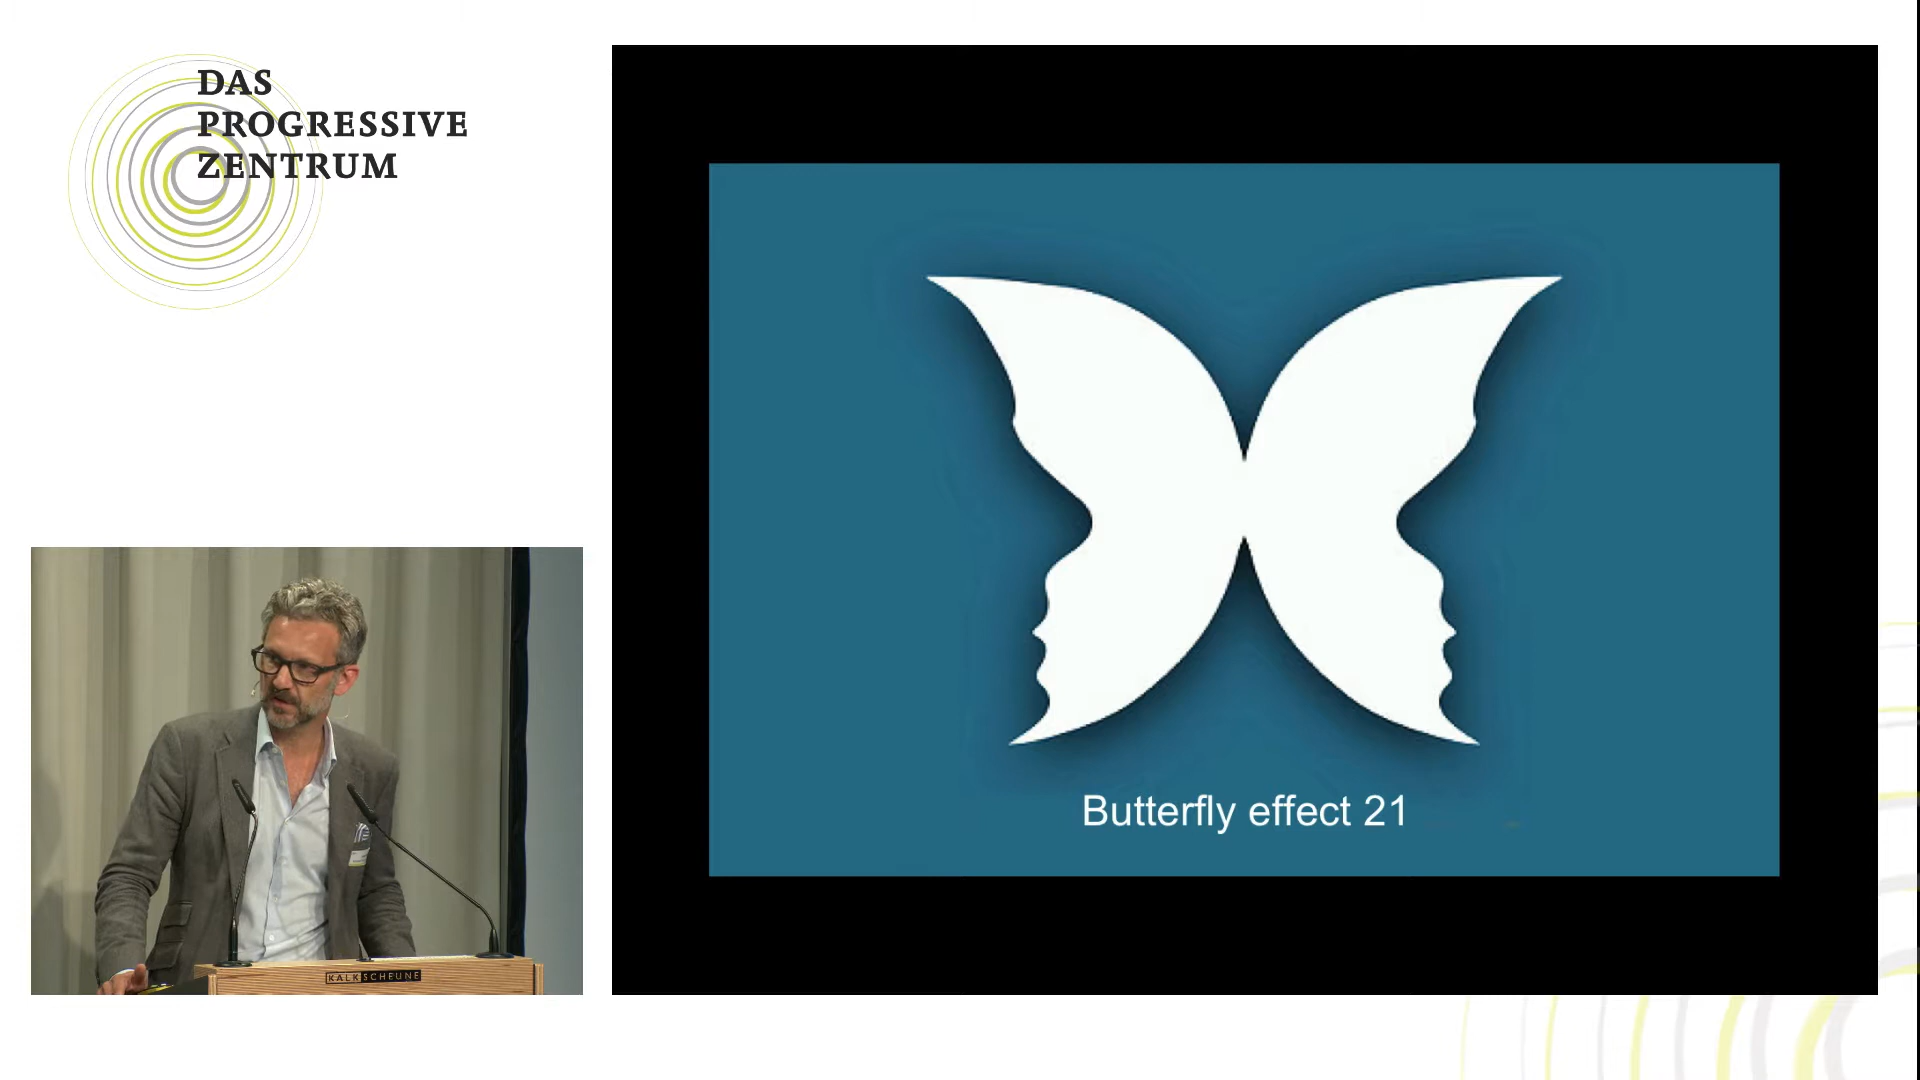 DAS
PROGRESSIVE
ZENTRUM
Butterfly effect 21
KALKSCHEUNE